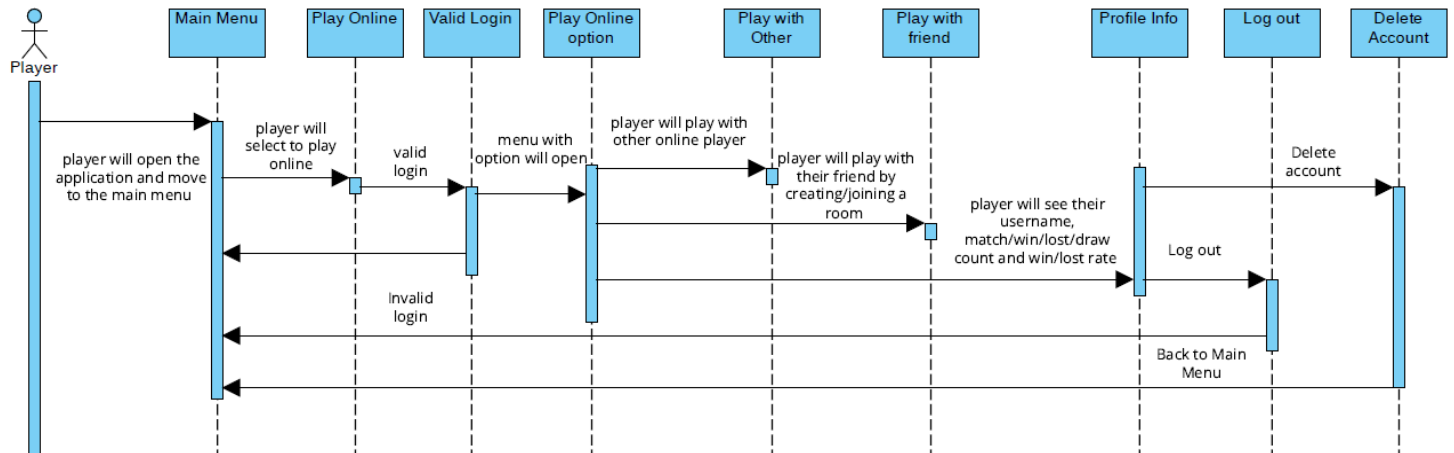 Player
Main Menu
Play Online
Valid Login
Play Online
option
Play with
Other
Play with
friend
Profile Info
Log out
Delete
Account
player will open the
application and move
to the main menu
player will
select to play
online
valid
login
menu with
option will open
player will play with
other online player
player will play with
their friend by
creating/joining a
room
player will see their
username,
match/win/lost/draw
count and win/lost rate
Delete
account
Log out
Invalid
login
Back to Main
Menu